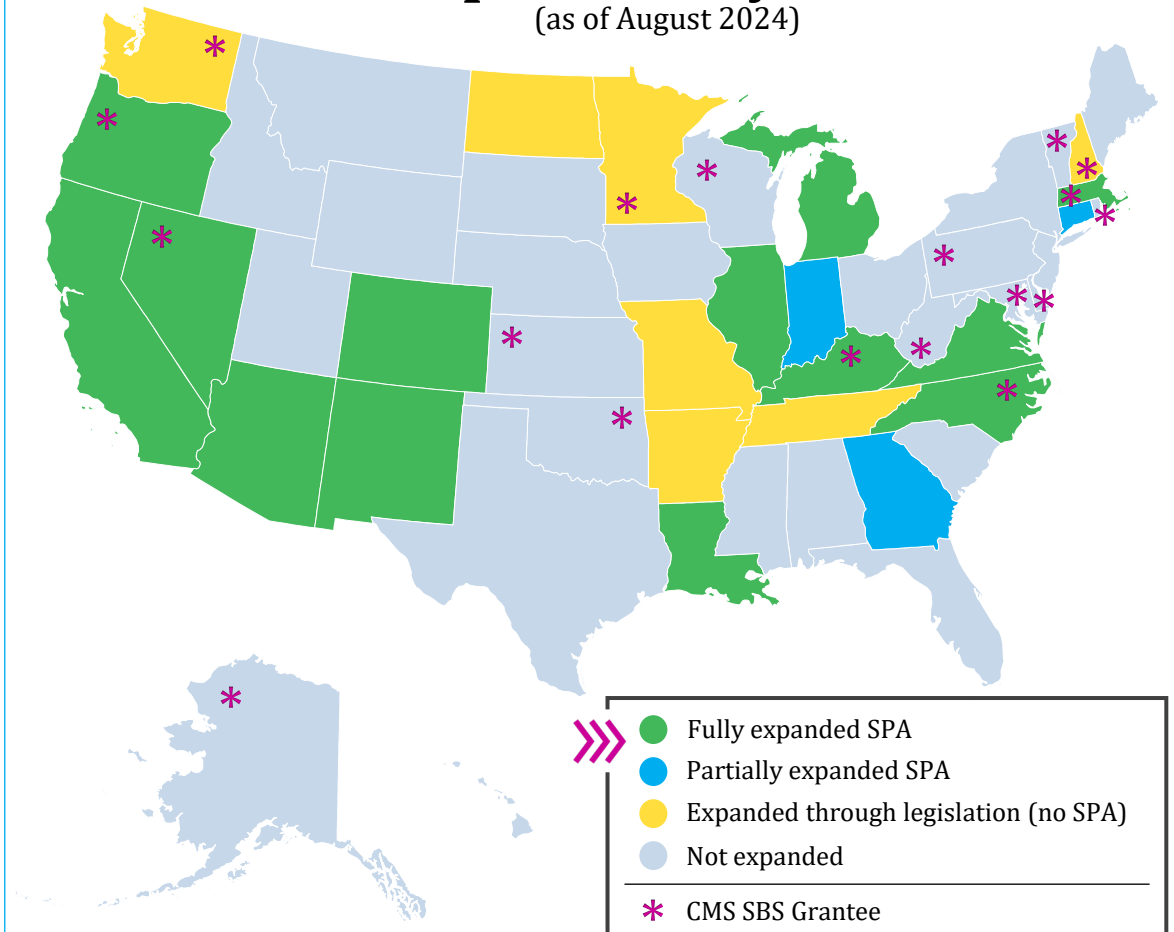 (as of August 2024)
Fully expanded SPA
Partially expanded SPA
Expanded through legislation (no SPA)
Not expanded
* CMS SBS Grantee